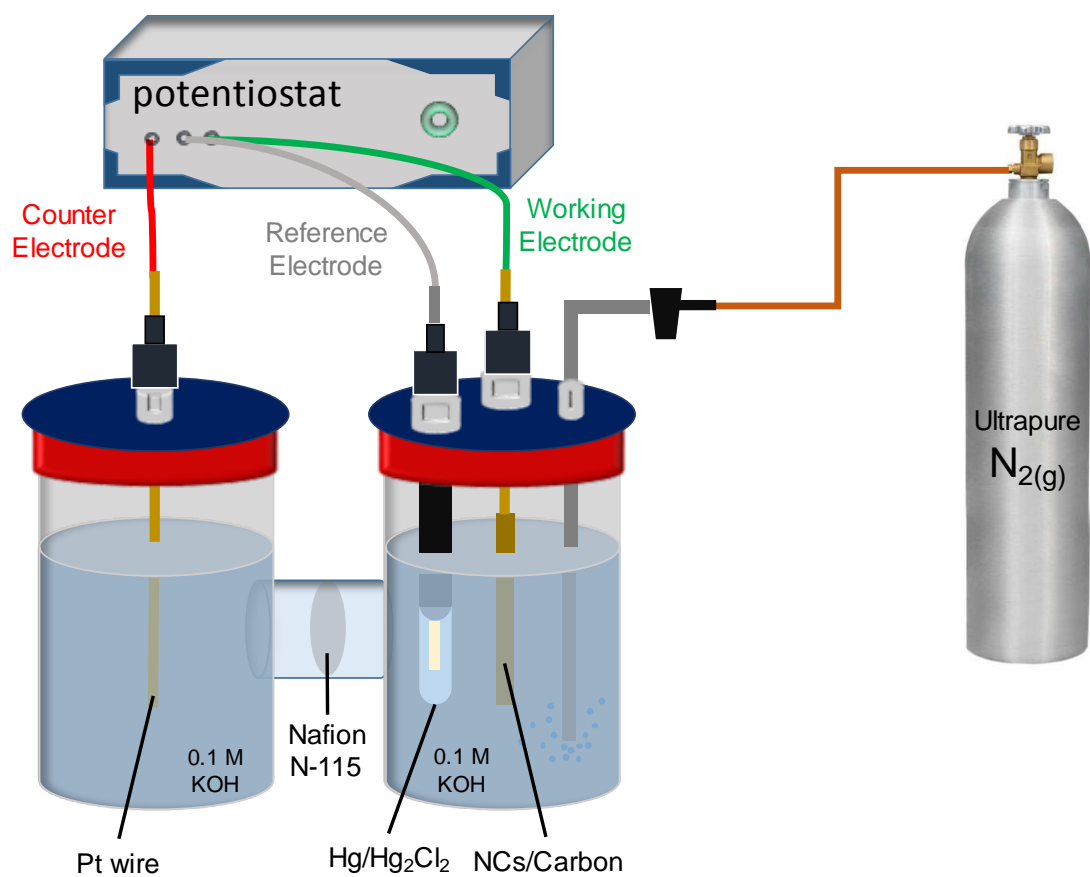 potentiostat
Counter
Electrode
Reference
Electrode
Working
Electrode
Ultrapure
N₂₍g₎
0.1 M
KOH
Nafion
N-115
0.1 M
KOH
Pt wire
Hg/Hg₂Cl₂
NCs/Carbon